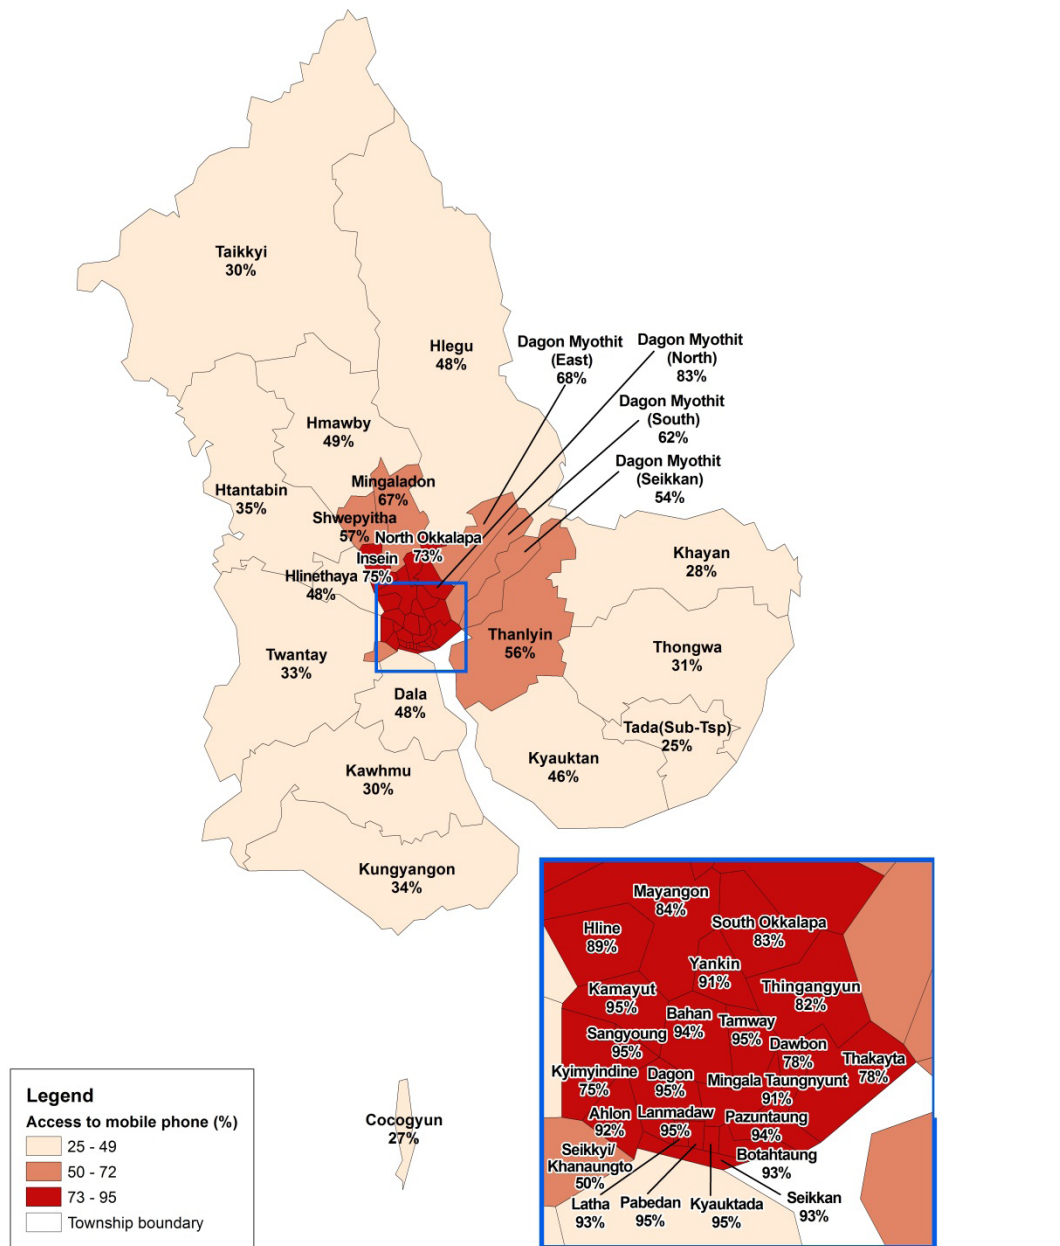 Taikkyi
30%
Hlegu
48%
Dagon Myothit
(East)
68%
Dagon Myothit
(North)
83%
Dagon Myothit
(South)
62%
Dagon Myothit
(Seikkan)
54%
Hmawby
49%
Mingaladon
67%
Htantabin
35%
Shwepyitha
57%
North Okkalapa
73%
Insein
75%
Hlinethaya
48%
Khayan
28%
Thanlyin
56%
Thongwa
31%
Twantay
33%
Dala
48%
Tada(Sub-Tsp)
25%
Kyauktan
46%
Kawhmu
30%
Kungyangon
34%
Mayangon
84%
South Okkalapa
83%
Hline
89%
Yankin
91%
Thingangyun
82%
Kamayut
95%
Bahan
94%
Tamway
95%
Sangyoung
95%
Dawbon
78%
Thakayta
78%
Kyimyindine
75%
Dagon
95%
Mingala Taungnyunt
91%
Ahlon
92%
Lanmadaw
95%
Pazuntaung
94%
Botahtaung
93%
Seikkyi/
Khanaungto
50%
Latha
93%
Pabedan
95%
Kyauktada
95%
Seikkan
93%
Cocogyun
27%
Legend
Access to mobile phone (%)
25 - 49
50 - 72
73 - 95
Township boundary